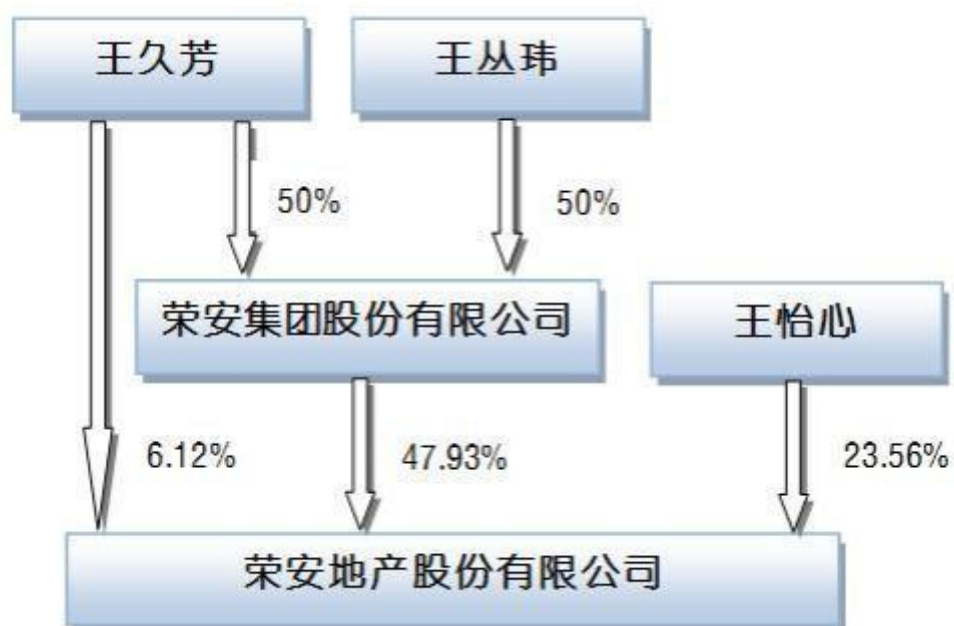 王久芳
王丛玮
50%
50%
荣安集团股份有限公司
王怡心
6.12%
47.93%
23.56%
荣安地产股份有限公司